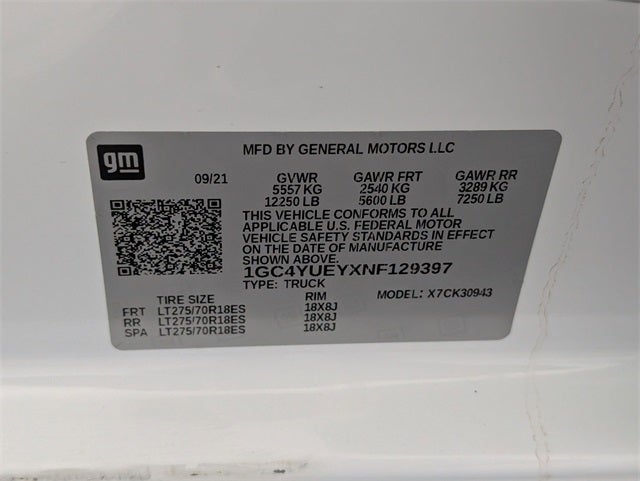 gm
MFD BY GENERAL MOTORS LLC
09/21 GVWR GAWR FRT GAWR RR
5557 KG 2540 KG 3289 KG
12250 LB 5600 LB 7250 LB
THIS VEHICLE CONFORMS TO ALL
APPLICABLE U.S. FEDERAL MOTOR
VEHICLE SAFETY STANDARDS IN EFFECT
ON THE DATE OF MANUFACTURE
SHOWN ABOVE.
1GC4YUEYXNF129397
TYPE: TRUCK MODEL: X7CK30943
TIRE SIZE RIM
FRT LT275/70R18ES 18X8J
RR LT275/70R18ES 18X8J
SPA LT275/70R18ES 18X8J